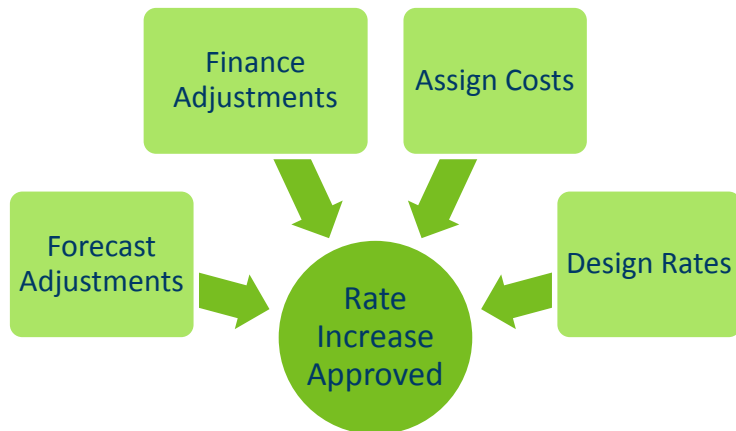 Finance
Adjustments
Assign Costs
Forecast
Adjustments
Design Rates
Rate
Increase
Approved